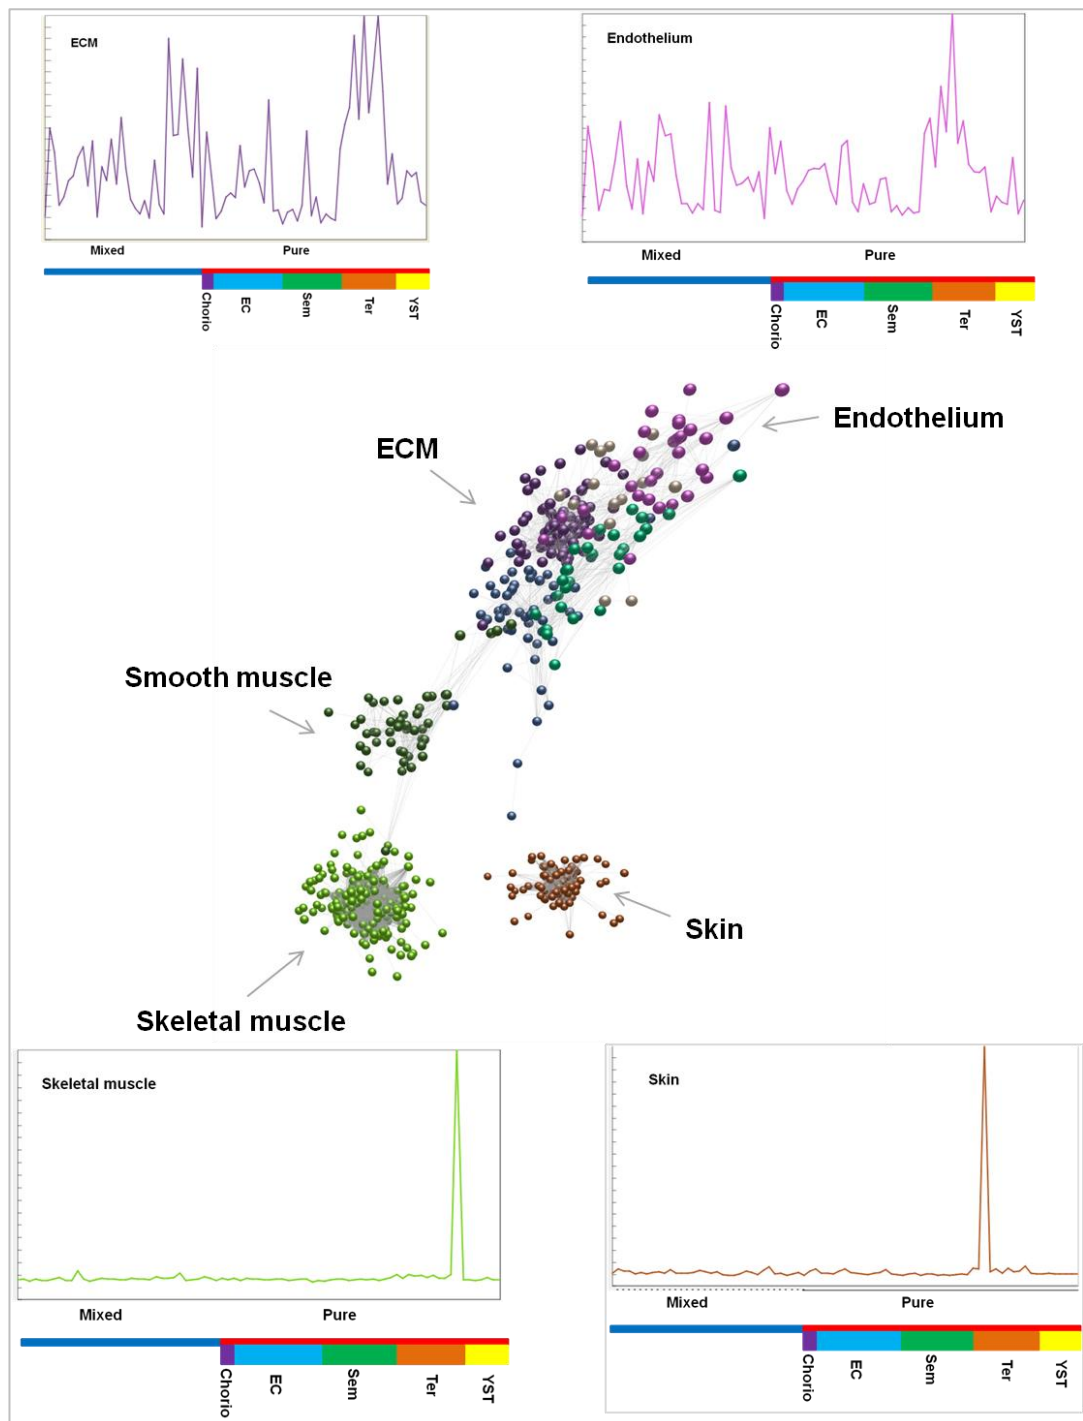 ECM
Endothelium
Mixed
Pure
Mixed
Pure
Chorio
EC
Sem
Ter
YST
Chorio
EC
Sem
Ter
YST
Endothelium
ECM
Smooth muscle
Skin
Skeletal muscle
Skeletal muscle
Skin
Mixed
Pure
Mixed
Pure
Chorio
EC
Sem
Ter
YST
Chorio
EC
Sem
Ter
YST